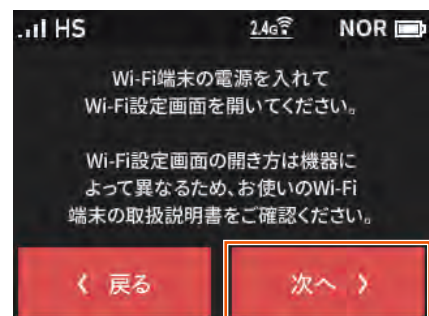 HS 2.4G NOR
Wi-Fi端末の電源を入れて
Wi-Fi設定画面を開いてください。
Wi-Fi設定画面の開き方は機器に
よって異なるため、お使いのWi-Fi
端末の取扱説明書をご確認ください。
戻る 次へ